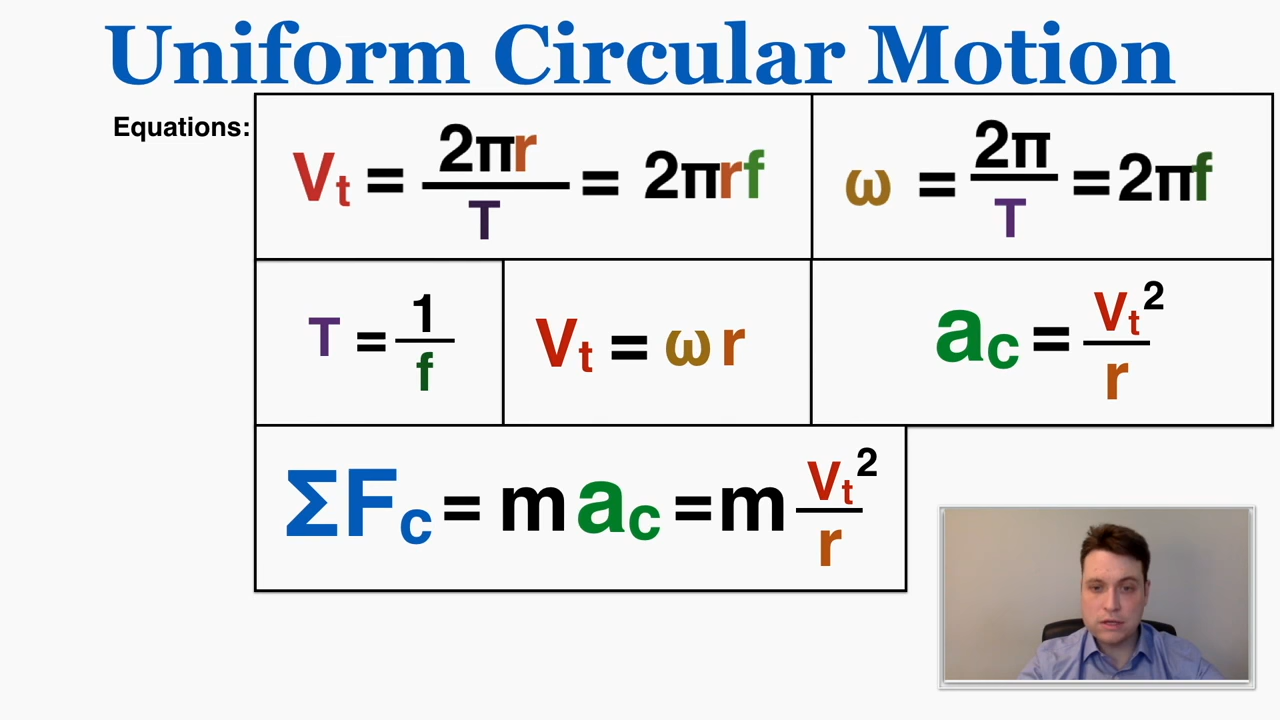 Uniform Circular Motion
Equations:
Vt = 2πr / T = 2πrf
ω = 2π / T = 2πf
T = 1 / f
Vt = ω r
ac = Vt² / r
ΣFc = m ac = m Vt² / r